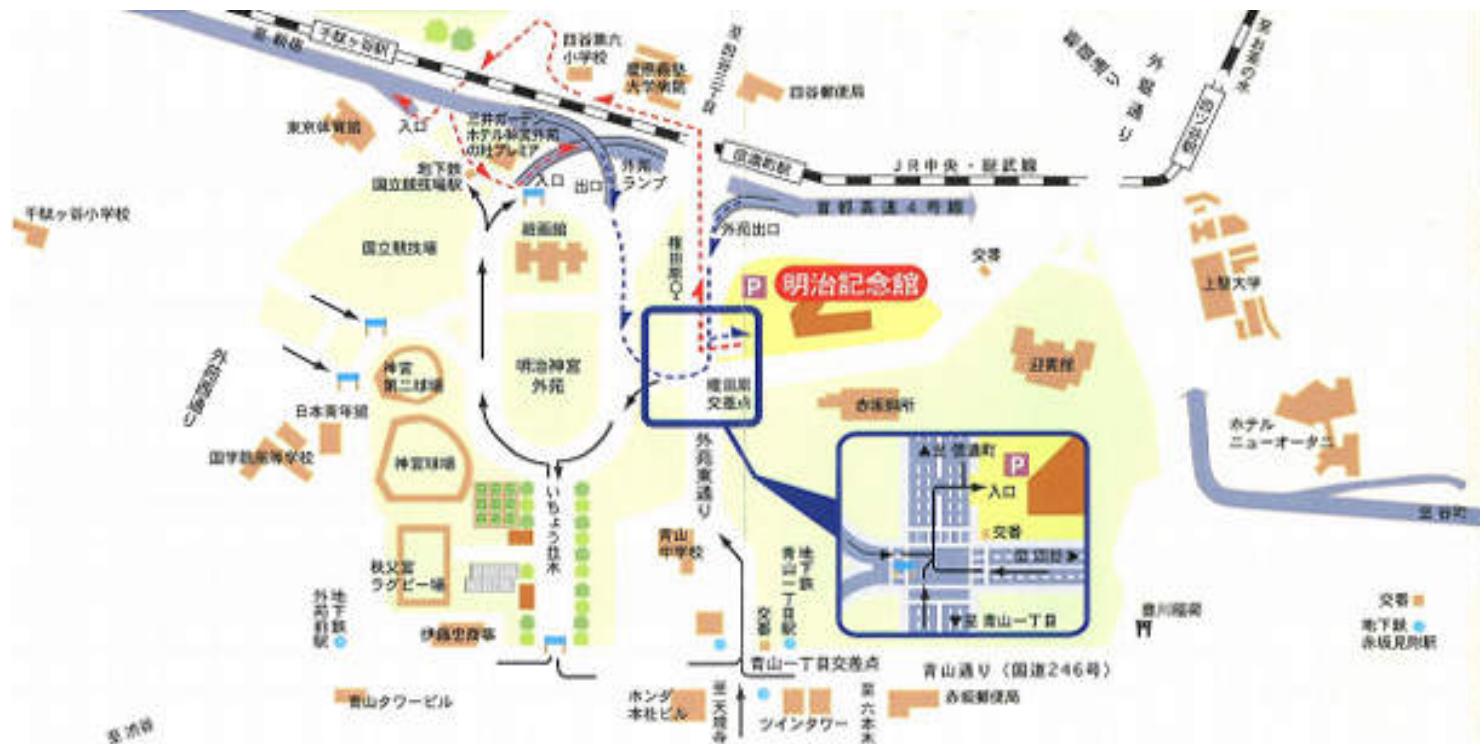 至 新宿
千駄ヶ谷駅
四谷第六
小学校
慶應義塾
大学病院
至 四谷三丁目
四谷郵便局
外堀通り
至 お茶の水
四ツ谷駅
東京体育館
入口
三井ガーデン
ホテル神宮外苑
の杜プレミア
地下鉄
国立競技場駅
入口
出口
外苑
ランプ
信濃町駅
JR中央・総武線
首都高速4号線
外苑出口
千駄ヶ谷小学校
国立競技場
絵画館
権田原
交番
P
明治記念館
上智大学
外苑西通り
神宮
第二球場
明治神宮
外苑
権田原
交差点
迎賓館
赤坂御所
日本青年館
国学院高等学校
神宮球場
外苑東通り
ホテル
ニューオータニ
▲至 信濃町
P
入口
交番
至 四谷▶
▼至 青山一丁目
いちょう並木
青山
中学校
秩父宮
ラグビー場
地下鉄
外苑前駅
伊藤忠商事
交番
地下鉄
青山一丁目駅
至 谷町
豊川稲荷
交番
地下鉄
赤坂見附駅
青山一丁目交差点
青山通り（国道246号）
青山タワービル
ホンダ
本社ビル
至 天現寺
ツインタワー
至 六本木
赤坂郵便局
至 渋谷